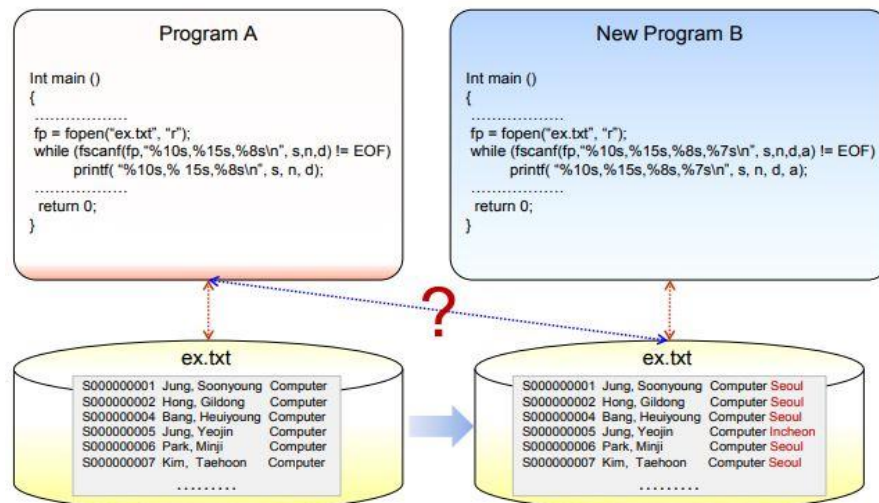 Program A
Int main ()
{
..................
fp = fopen(“ex.txt”, “r”);
while (fscanf(fp,“%10s,%15s,%8s\n”, s,n,d) != EOF)
printf( “%10s,% 15s,%8s\n”, s, n, d);
..................
return 0;
}
New Program B
Int main ()
{
..................
fp = fopen(“ex.txt”, “r”);
while (fscanf(fp,“%10s,%15s,%8s,%7s\n”, s,n,d,a) != EOF)
printf( “%10s,%15s,%8s,%7s\n”, s, n, d, a);
..................
return 0;
}
?
ex.txt
S000000001 Jung, Soonyoung Computer
S000000002 Hong, Gildong Computer
S000000004 Bang, Heuiyoung Computer
S000000005 Jung, Yeojin Computer
S000000006 Park, Minji Computer
S000000007 Kim, Taehoon Computer
.........
ex.txt
S000000001 Jung, Soonyoung Computer Seoul
S000000002 Hong, Gildong Computer Seoul
S000000004 Bang, Heuiyoung Computer Seoul
S000000005 Jung, Yeojin Computer Incheon
S000000006 Park, Minji Computer Seoul
S000000007 Kim, Taehoon Computer Seoul
.........